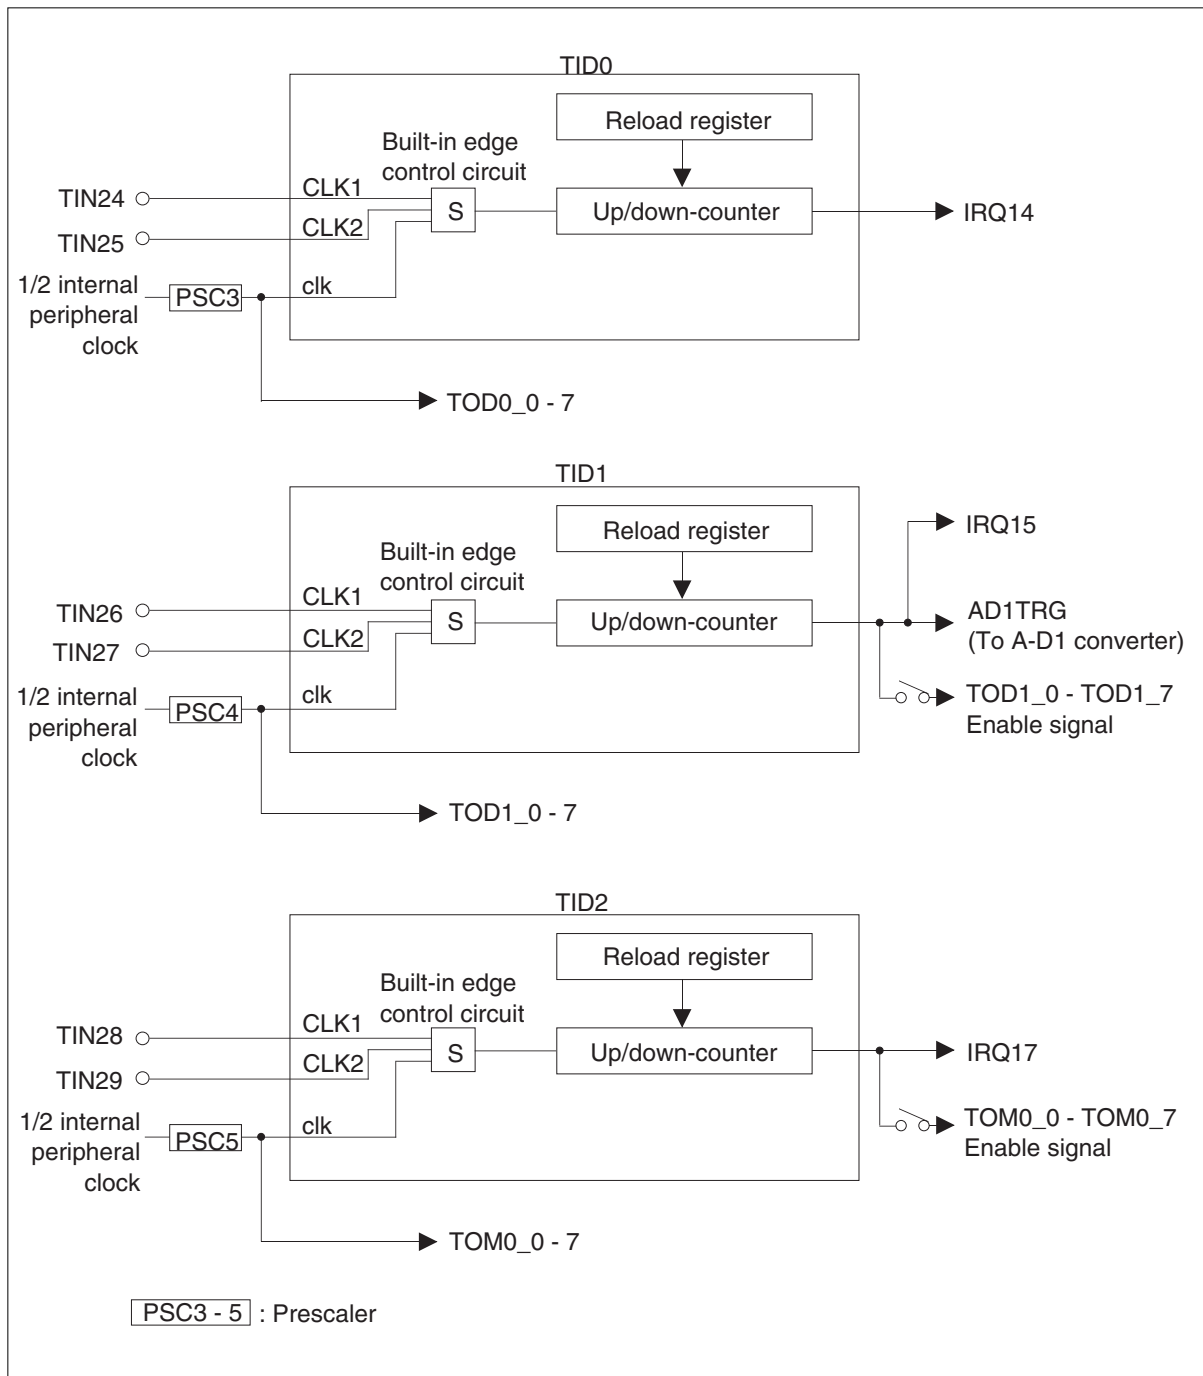 TID0
Reload register
Built-in edge
control circuit
TIN24
CLK1
S
Up/down-counter
IRQ14
TIN25
CLK2
1/2 internal
peripheral
clock
PSC3
clk
TOD0_0 - 7
TID1
Reload register
IRQ15
Built-in edge
control circuit
TIN26
CLK1
S
Up/down-counter
AD1TRG
(To A-D1 converter)
TIN27
CLK2
1/2 internal
peripheral
clock
PSC4
clk
TOD1_0 - TOD1_7
Enable signal
TOD1_0 - 7
TID2
Reload register
Built-in edge
control circuit
TIN28
CLK1
S
Up/down-counter
IRQ17
TIN29
CLK2
1/2 internal
peripheral
clock
PSC5
clk
TOM0_0 - TOM0_7
Enable signal
TOM0_0 - 7
PSC3 - 5 : Prescaler